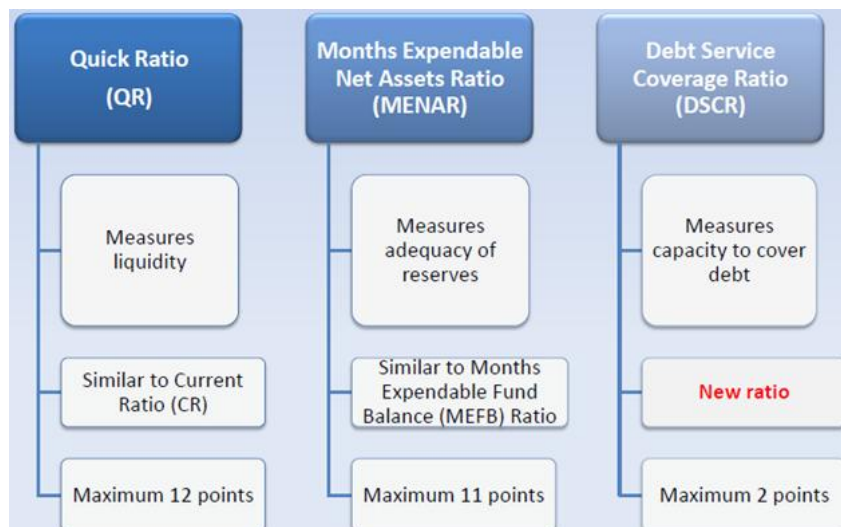 Quick Ratio
(QR)
Measures
liquidity
Similar to Current
Ratio (CR)
Maximum 12 points
Months Expendable
Net Assets Ratio
(MENAR)
Measures
adequacy of
reserves
Similar to Months
Expendable Fund
Balance (MEFB) Ratio
Maximum 11 points
Debt Service
Coverage Ratio
(DSCR)
Measures
capacity to cover
debt
New ratio
Maximum 2 points